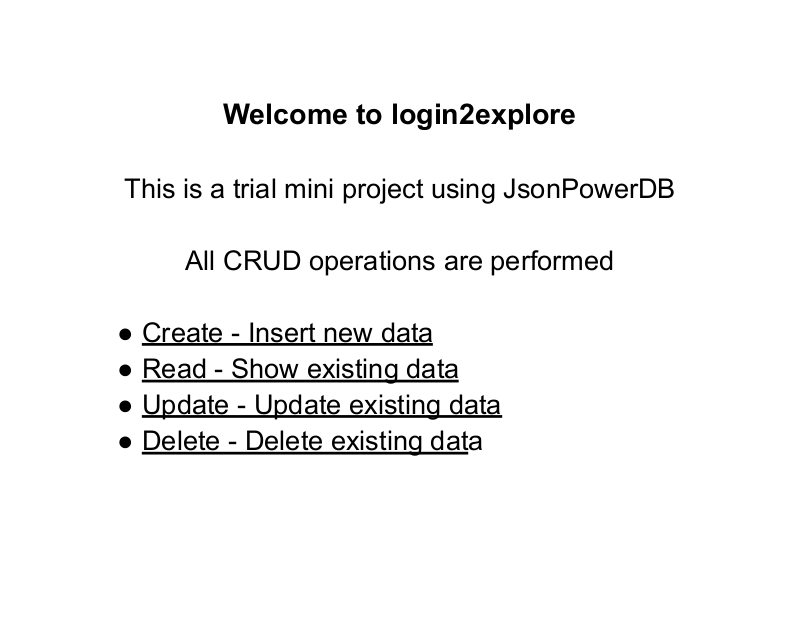 Welcome to login2explore
This is a trial mini project using JsonPowerDB
All CRUD operations are performed
● Create - Insert new data
● Read - Show existing data
● Update - Update existing data
● Delete - Delete existing data